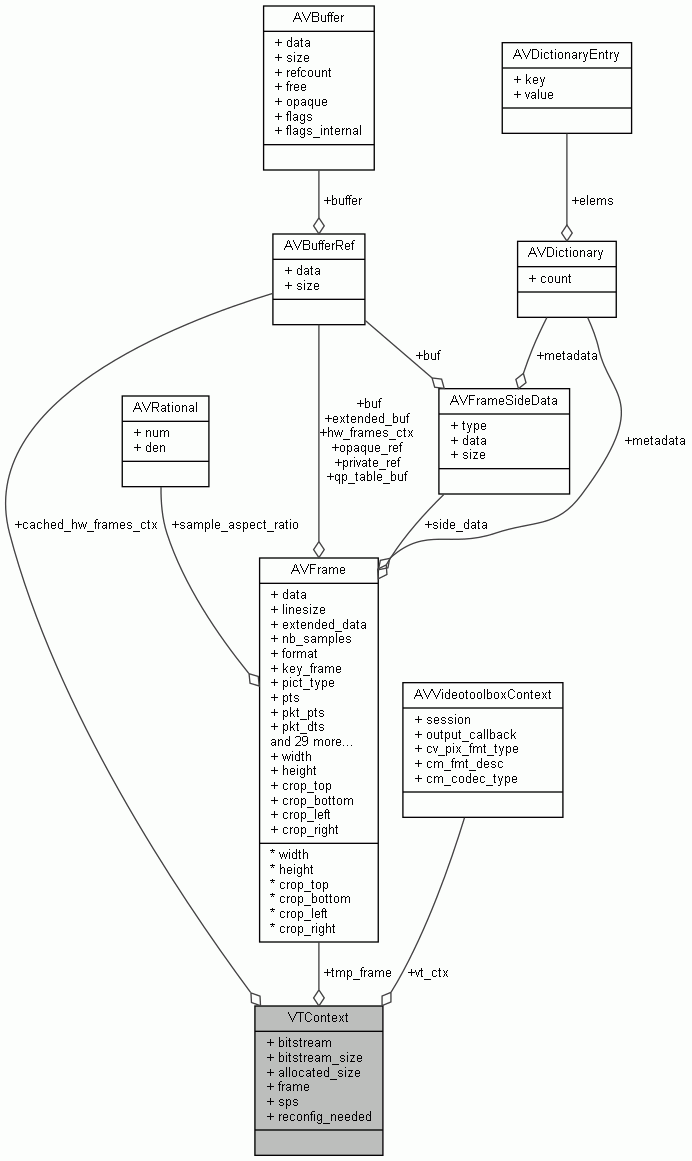 AVBuffer
+ data
+ size
+ refcount
+ free
+ opaque
+ flags
+ flags_internal
AVDictionaryEntry
+ key
+ value
+buffer
+elems
AVBufferRef
+ data
+ size
AVDictionary
+ count
+buf
+metadata
AVRational
+ num
+ den
+buf
+extended_buf
+hw_frames_ctx
+opaque_ref
+private_ref
+qp_table_buf
AVFrameSideData
+ type
+ data
+ size
+metadata
+cached_hw_frames_ctx
+sample_aspect_ratio
+side_data
AVFrame
+ data
+ linesize
+ extended_data
+ nb_samples
+ format
+ key_frame
+ pict_type
+ pts
+ pkt_pts
+ pkt_dts
and 29 more...
+ width
+ height
+ crop_top
+ crop_bottom
+ crop_left
+ crop_right
* width
* height
* crop_top
* crop_bottom
* crop_left
* crop_right
AVVideotoolboxContext
+ session
+ output_callback
+ cv_pix_fmt_type
+ cm_fmt_desc
+ cm_codec_type
+tmp_frame
+vt_ctx
VTContext
+ bitstream
+ bitstream_size
+ allocated_size
+ frame
+ sps
+ reconfig_needed